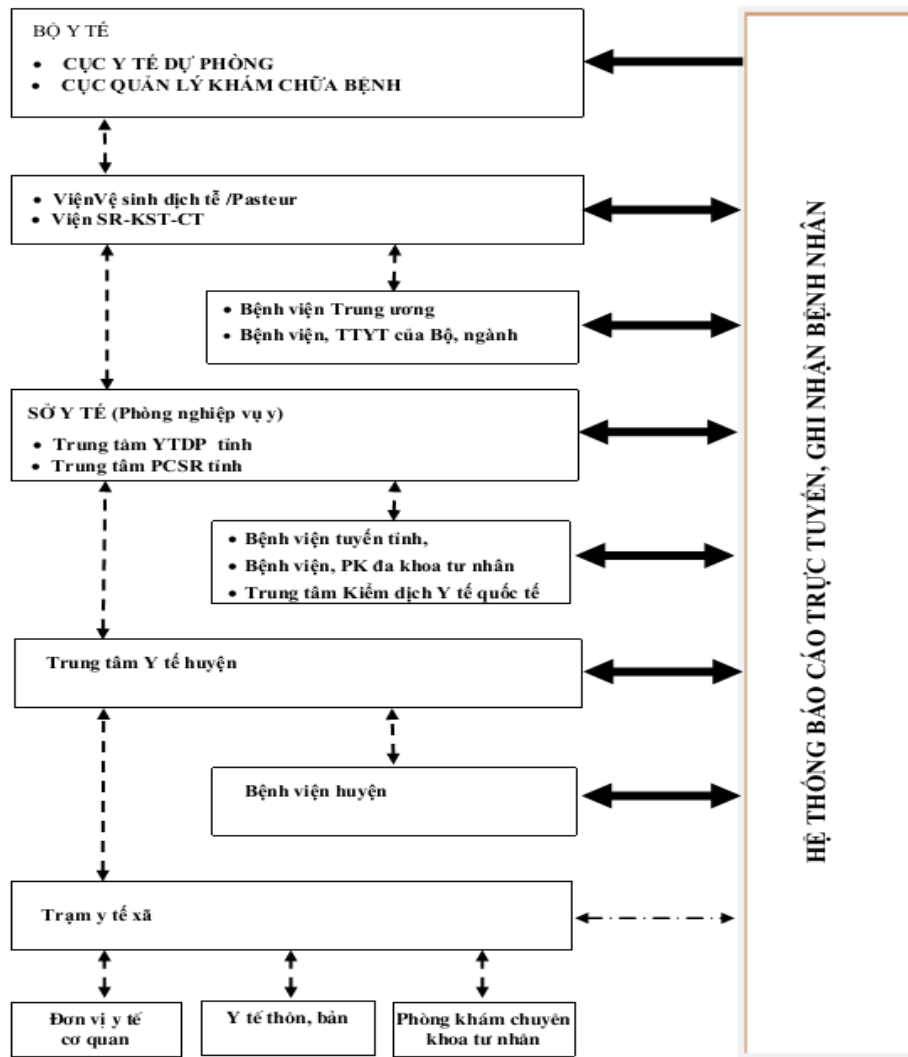 BỘ Y TẾ
• CỤC Y TẾ DỰ PHÒNG
• CỤC QUẢN LÝ KHÁM CHỮA BỆNH
• ViệnVệ sinh dịch tễ /Pasteur
• Viện SR-KST-CT
• Bệnh viện Trung ương
• Bệnh viện, TTYT của Bộ, ngành
SỞ Y TẾ (Phòng nghiệp vụ y)
• Trung tâm YTDP tỉnh
• Trung tâm PCSR tỉnh
• Bệnh viện tuyến tỉnh,
• Bệnh viện, PK đa khoa tư nhân
• Trung tâm Kiểm dịch Y tế quốc tế
Trung tâm Y tế huyện
Bệnh viện huyện
Trạm y tế xã
Đơn vị y tế
cơ quan
Y tế thôn, bản
Phòng khám chuyên
khoa tư nhân
HỆ THỐNG BÁO CÁO TRỰC TUYẾN, GHI NHẬN BỆNH NHÂN